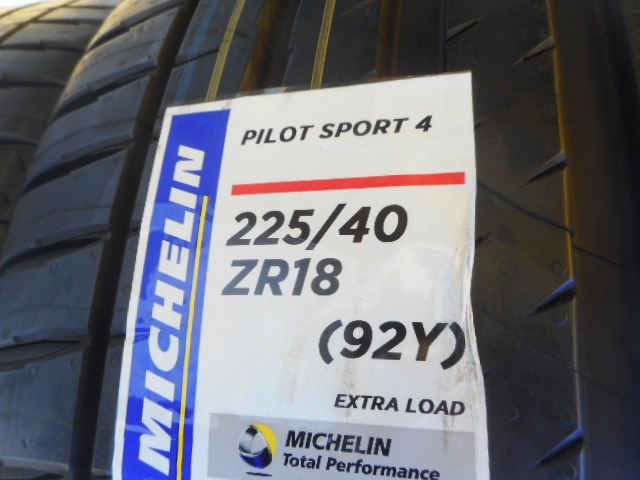 MICHELIN
PILOT SPORT 4
225/40
ZR18
(92Y)
EXTRA LOAD
MICHELIN
Total Performance